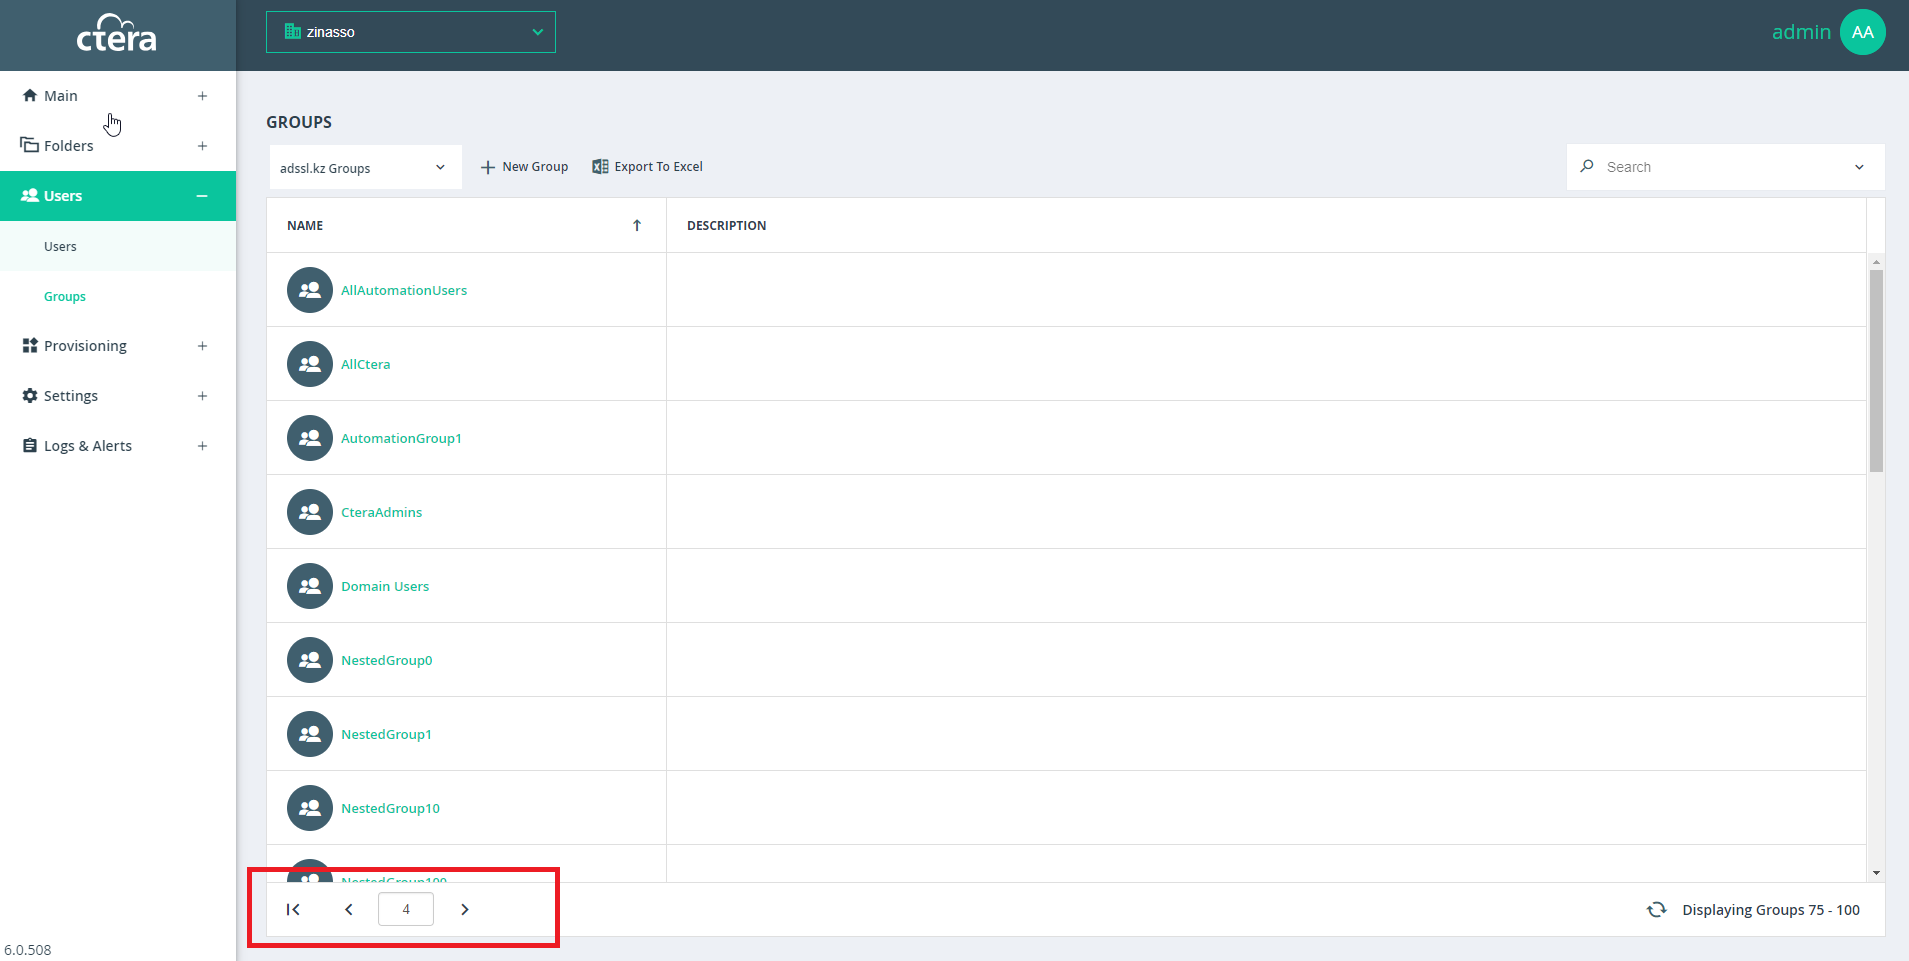 ctera
zinasso
admin
AA
Main
Folders
Users
Users
Groups
Provisioning
Settings
Logs & Alerts
6.0.508
GROUPS
adssl.kz Groups
New Group
Export To Excel
Search
NAME
DESCRIPTION
AllAutomationUsers
AllCtera
AutomationGroup1
CteraAdmins
Domain Users
NestedGroup0
NestedGroup1
NestedGroup10
NestedGroup100
4
Displaying Groups 75 - 100